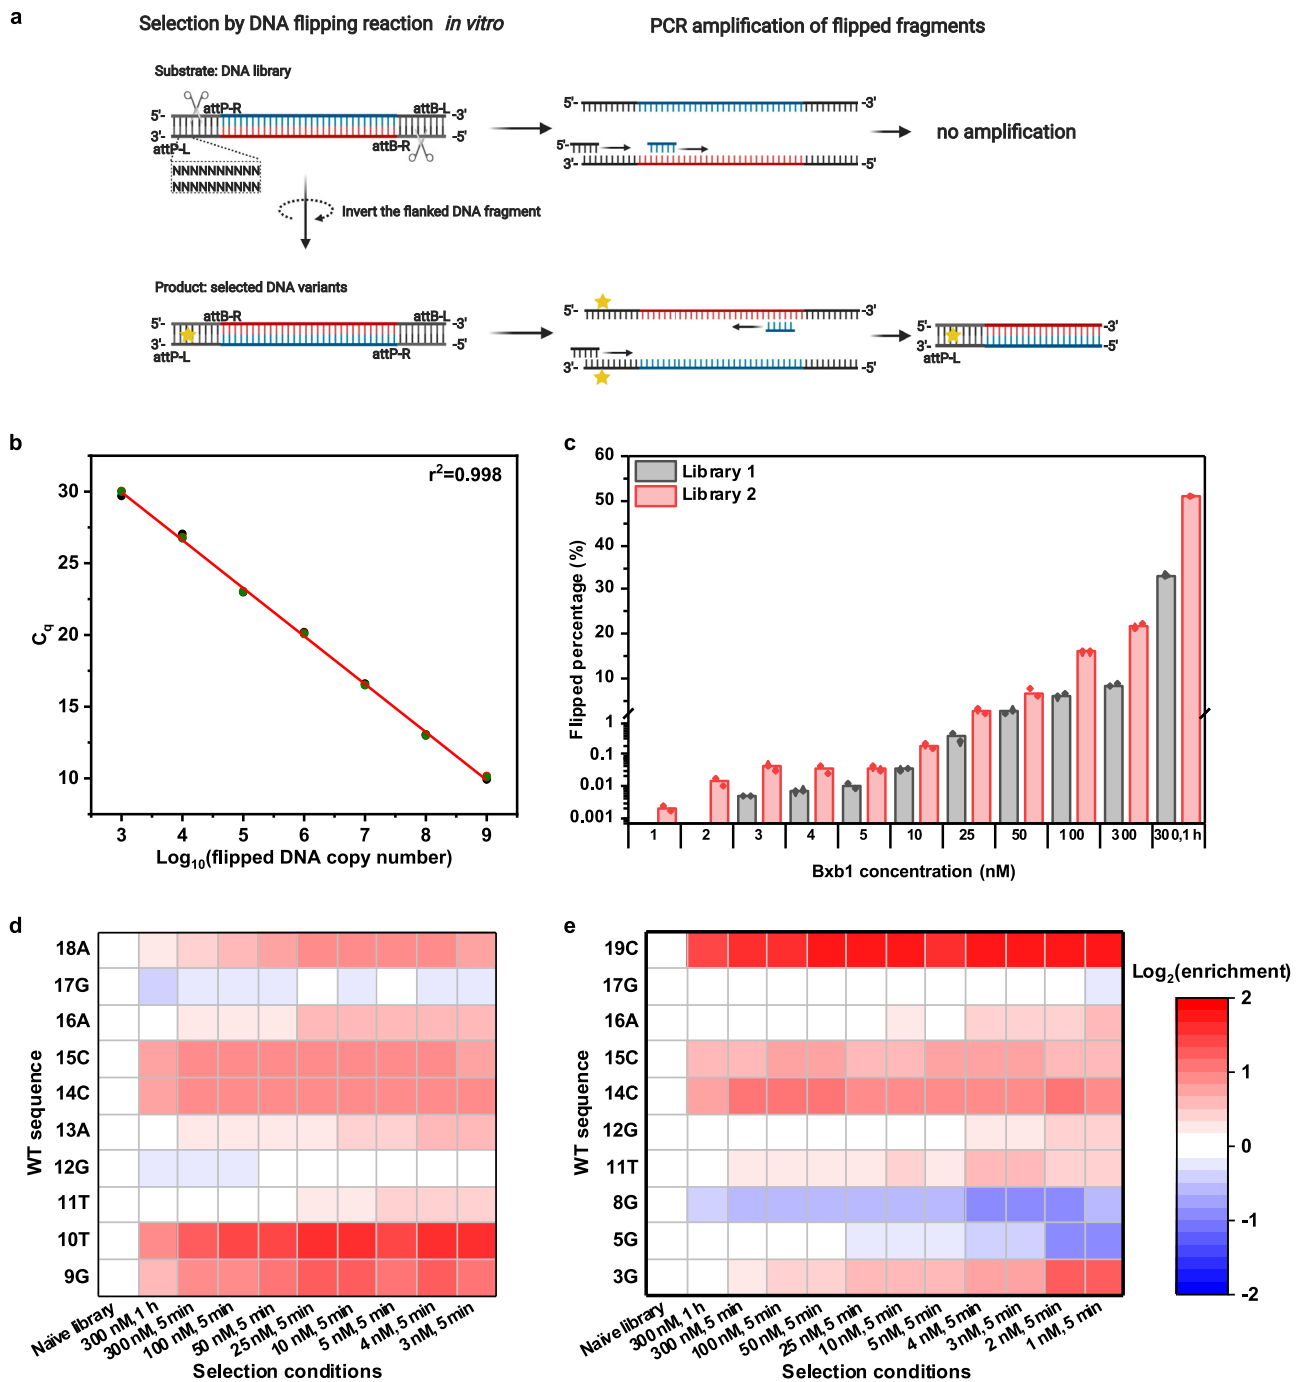 a
Selection by DNA flipping reaction in vitro
PCR amplification of flipped fragments
Substrate: DNA library
attP-R
attB-L
5'-
-3'
3'-
-5'
attP-L
attB-R
NNNNNNNNNN
NNNNNNNNNN
5'-
-3'
5'-
3'-
-5'
no amplification
Invert the flanked DNA fragment
Product: selected DNA variants
attB-R
attB-L
5'-
-3'
3'-
-5'
attP-L
attP-R
5'-
-3'
3'-
-5'
5'-
-3'
3'-
-5'
attP-L
b
r²=0.998
30
25
20
15
10
Cq
3
4
5
6
7
8
9
Log₁₀(flipped DNA copy number)
c
Library 1
Library 2
60
50
40
30
20
10
1
0.1
0.01
0.001
Flipped percentage (%)
1
2
3
4
5
10
25
50
100
300
300,1 h
Bxb1 concentration (nM)
d
18A
17G
16A
15C
14C
13A
12G
11T
10T
9G
WT sequence
Naïve library
300 nM, 1 h
300 nM, 5 min
100 nM, 5 min
50 nM, 5 min
25 nM, 5 min
10 nM, 5 min
5 nM, 5 min
4 nM, 5 min
3 nM, 5 min
Selection conditions
e
19C
17G
16A
15C
14C
12G
11T
8G
5G
3G
WT sequence
Naïve library
300 nM, 1 h
300 nM, 5 min
100 nM, 5 min
50 nM, 5 min
25 nM, 5 min
10 nM, 5 min
5 nM, 5 min
4 nM, 5 min
3 nM, 5 min
2 nM, 5 min
1 nM, 5 min
Selection conditions
Log₂(enrichment)
2
1
0
-1
-2